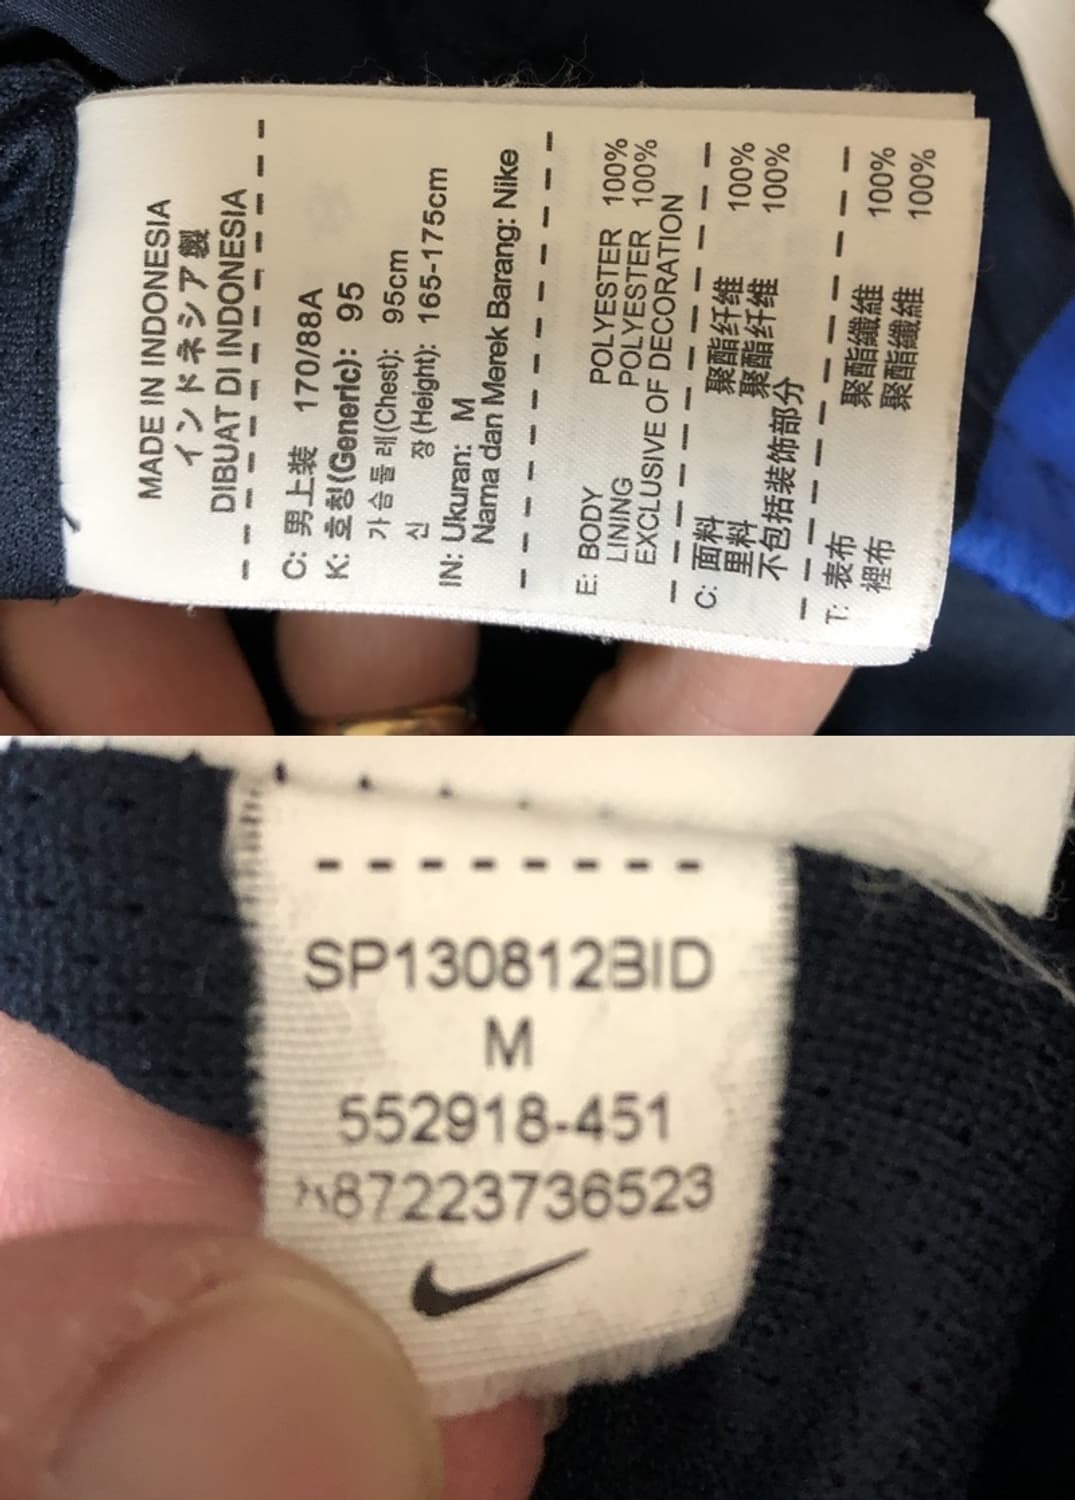 MADE IN INDONESIA
インドネシア製
DIBUAT DI INDONESIA
C: 男上装 170/88A
K: 호칭(Generic): 95
가슴둘레(Chest): 95cm
신 장(Height): 165-175cm
IN: Ukuran: M
Nama dan Merek Barang: Nike
E: BODY POLYESTER 100%
LINING POLYESTER 100%
EXCLUSIVE OF DECORATION
C: 面料 聚酯纤维 100%
里料 聚酯纤维 100%
不包括装饰部分
T: 表布 聚酯纖維 100%
裡布 聚酯纖維 100%
SP130812BID
M
552918-451
87223736523